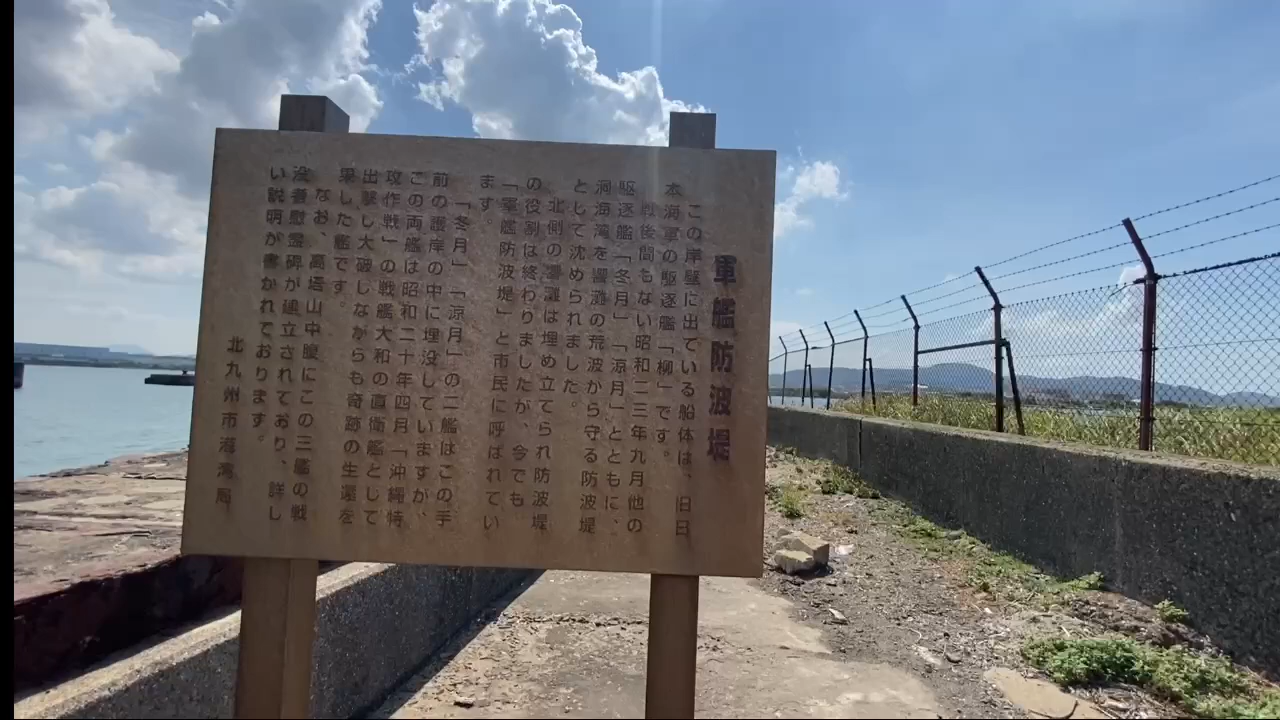 軍艦防波堤
この岸壁に出ている船体は、旧日
本海軍の駆逐艦「柳」です。
戦後間もない昭和二三年九月他の
駆逐艦「冬月」「涼月」とともに、
洞海湾を響灘の荒波から守る防波堤
として沈められました。
北側の響灘は埋め立てられ防波堤
の役割は終わりましたが、今でも
「軍艦防波堤」と市民に呼ばれてい
ます。
「冬月」「涼月」の二艦はこの手
前の護岸の中に埋没していますが、
この両艦は昭和二十年四月「沖縄特
攻作戦」の戦艦大和の直衛艦として
出撃し大破しながらも奇跡の生還を
果した艦です。
なお、高塔山中腹にこの三艦の戦
没者慰霊碑が建立されており、詳し
い説明が書かれております。
北九州市港湾局